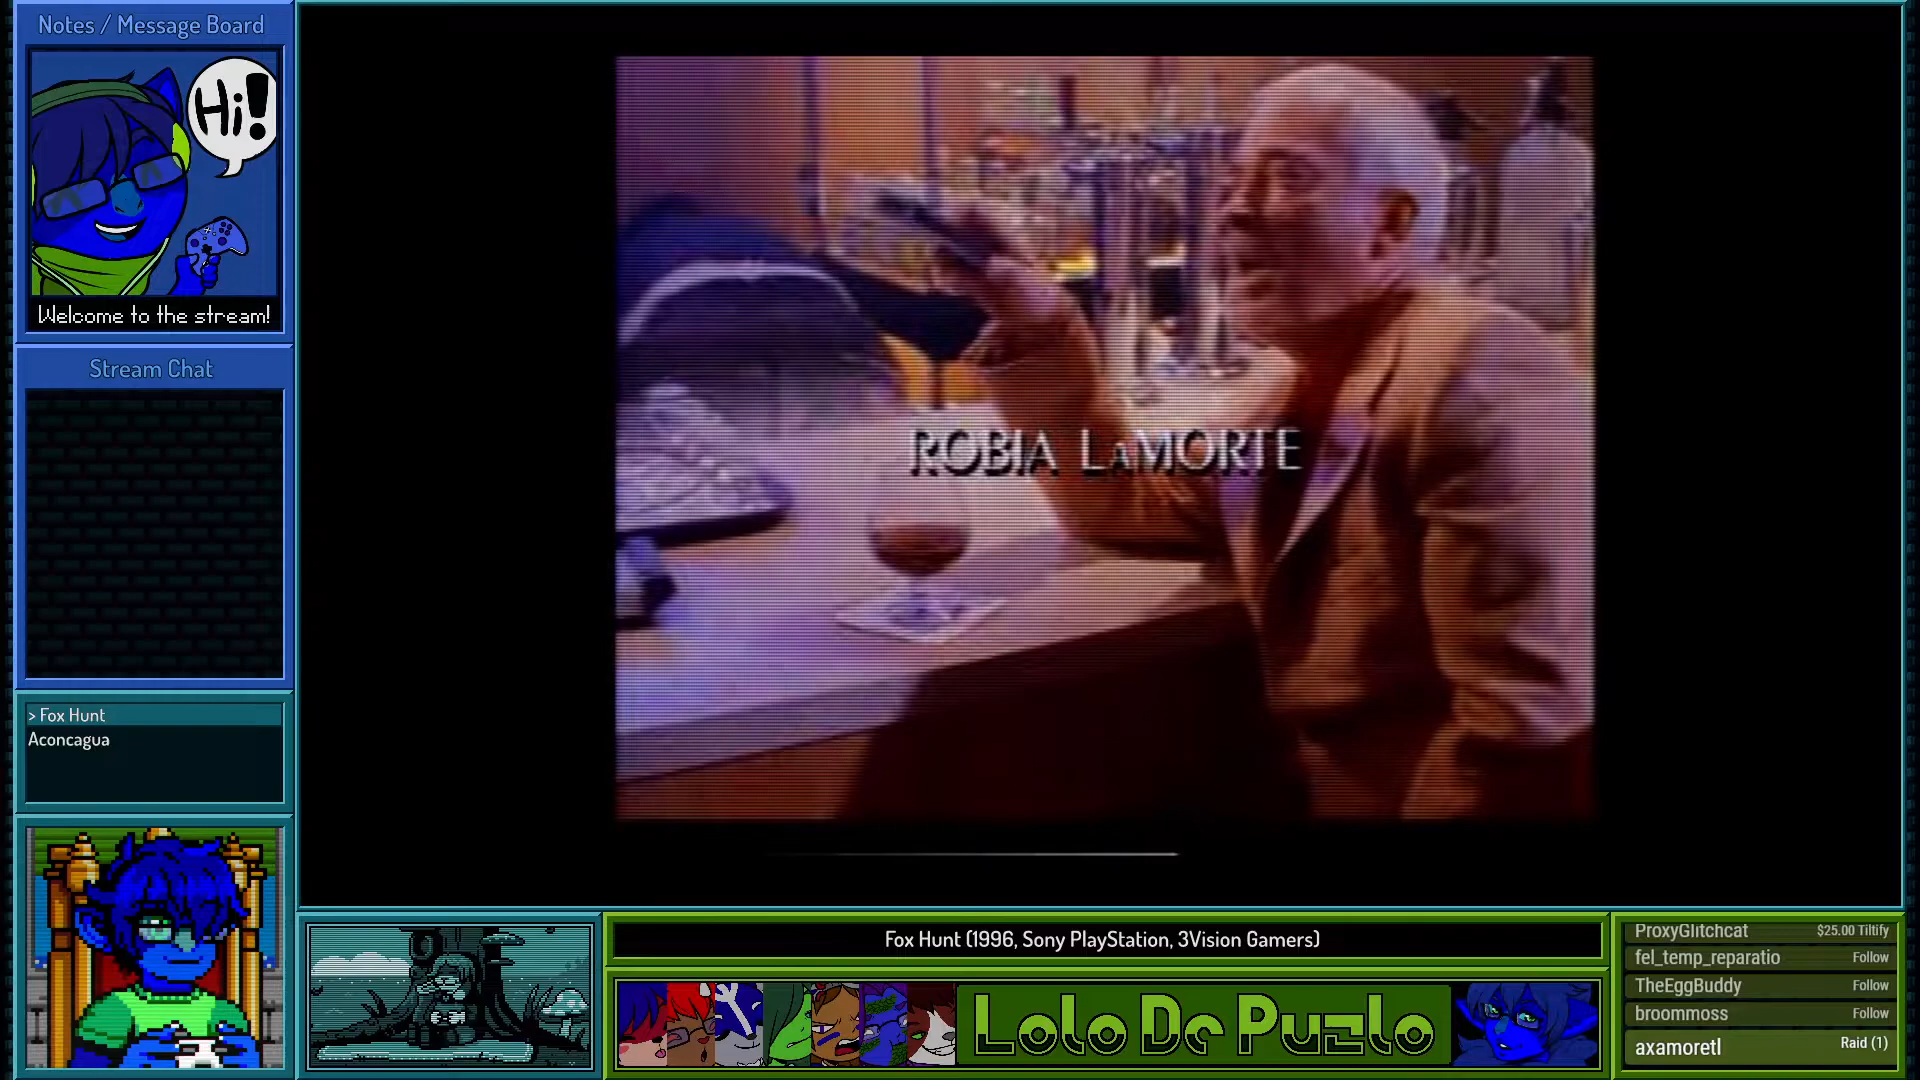 Notes / Message Board
Hi!
Welcome to the stream!
Stream Chat
> Fox Hunt
Aconcagua
ROBIA LaMORTE
Fox Hunt (1996, Sony PlayStation, 3Vision Gamers)
Lolo De Puzlo
ProxyGlitchcat $25.00 Tiltify
fel_temp_reparatio Follow
TheEggBuddy Follow
broommoss Follow
axamoretl Raid (1)